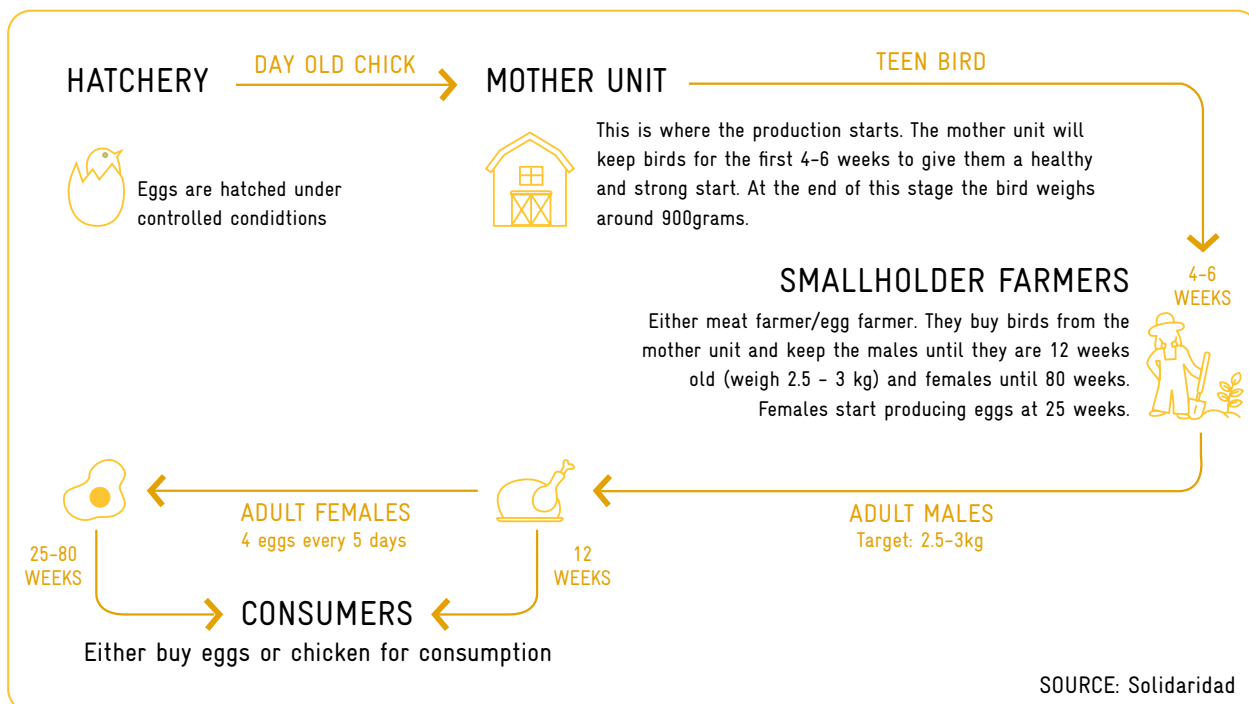 HATCHERY
DAY OLD CHICK
MOTHER UNIT
TEEN BIRD
Eggs are hatched under
controlled condidtions
This is where the production starts. The mother unit will
keep birds for the first 4-6 weeks to give them a healthy
and strong start. At the end of this stage the bird weighs
around 900grams.
4-6
WEEKS
SMALLHOLDER FARMERS
Either meat farmer/egg farmer. They buy birds from the
mother unit and keep the males until they are 12 weeks
old (weigh 2.5 - 3 kg) and females until 80 weeks.
Females start producing eggs at 25 weeks.
ADULT MALES
Target: 2.5-3kg
ADULT FEMALES
4 eggs every 5 days
25-80
WEEKS
12
WEEKS
CONSUMERS
Either buy eggs or chicken for consumption
SOURCE: Solidaridad